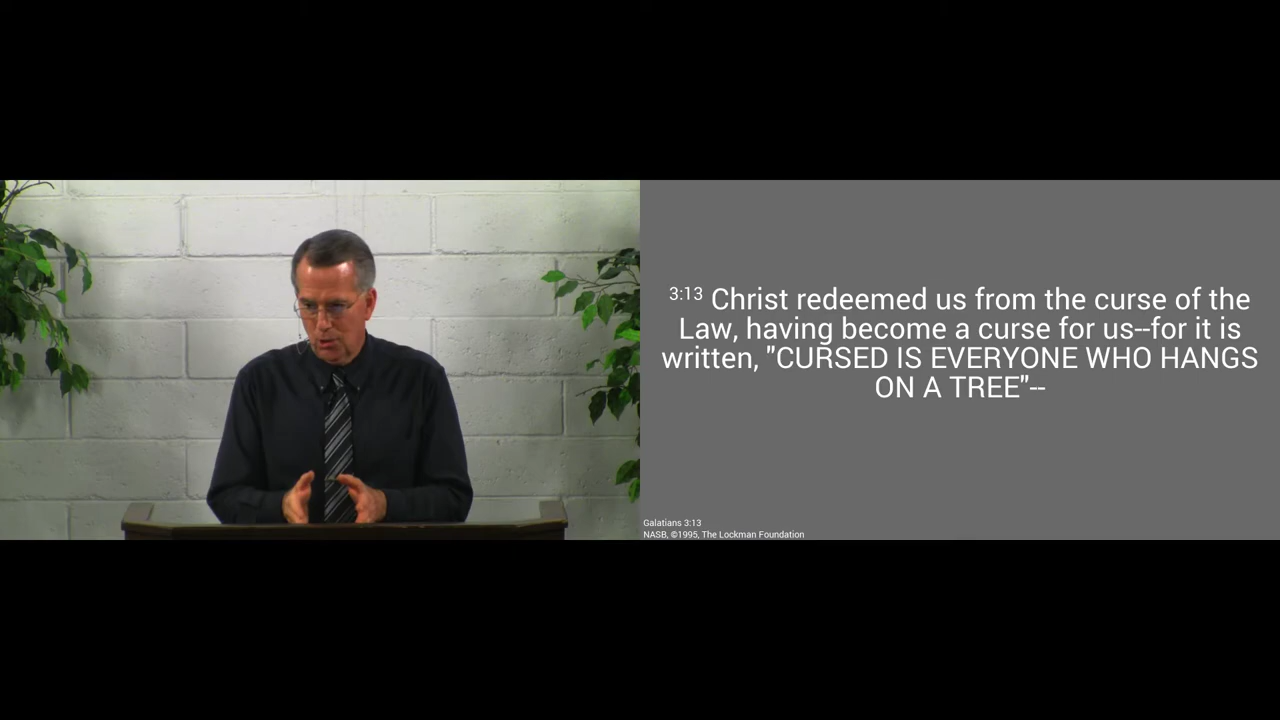 3:13 Christ redeemed us from the curse of the
Law, having become a curse for us--for it is
written, "CURSED IS EVERYONE WHO HANGS
ON A TREE"--
Galatians 3:13
NASB, ©1995, The Lockman Foundation